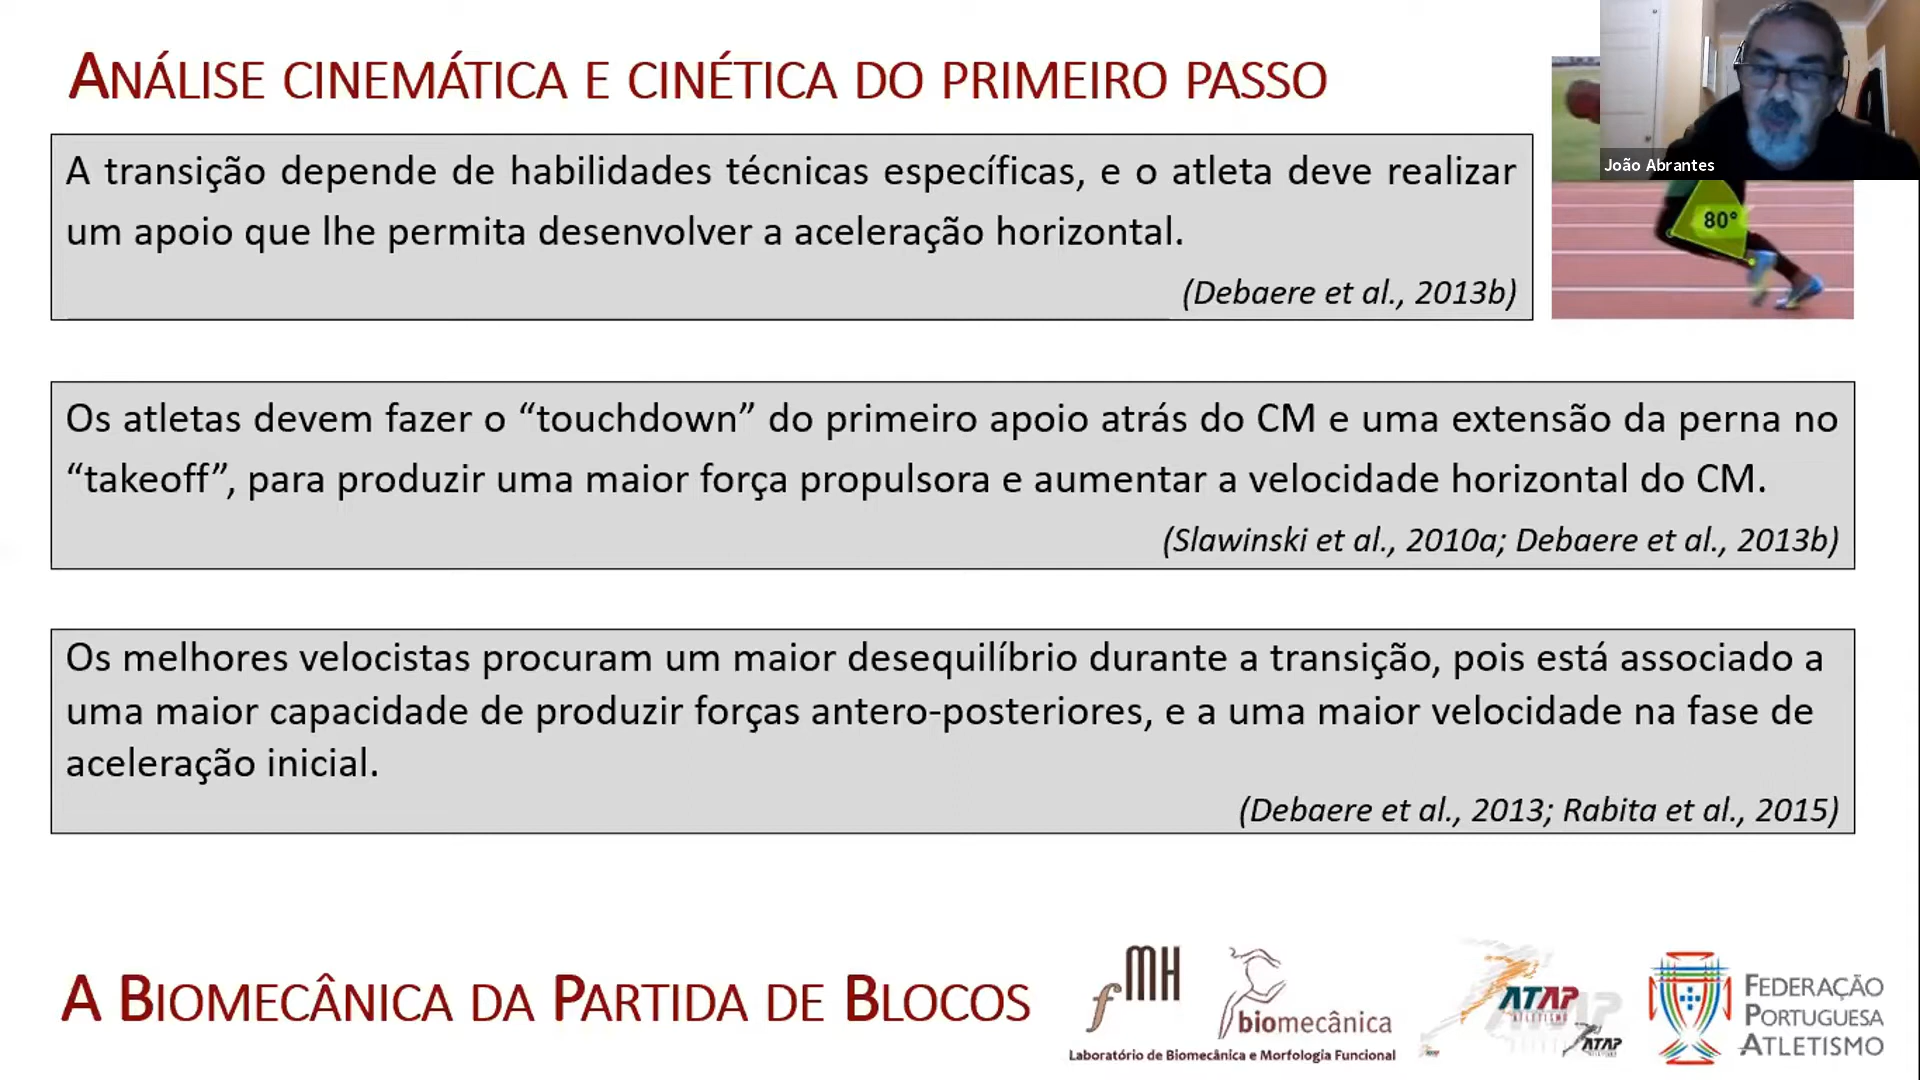 ANÁLISE CINEMÁTICA E CINÉTICA DO PRIMEIRO PASSO
João Abrantes
A transição depende de habilidades técnicas específicas, e o atleta deve realizar
um apoio que lhe permita desenvolver a aceleração horizontal.
(Debaere et al., 2013b)
80°
Os atletas devem fazer o “touchdown” do primeiro apoio atrás do CM e uma extensão da perna no
“takeoff”, para produzir uma maior força propulsora e aumentar a velocidade horizontal do CM.
(Slawinski et al., 2010a; Debaere et al., 2013b)
Os melhores velocistas procuram um maior desequilíbrio durante a transição, pois está associado a
uma maior capacidade de produzir forças antero-posteriores, e a uma maior velocidade na fase de
aceleração inicial.
(Debaere et al., 2013; Rabita et al., 2015)
A BIOMECÂNICA DA PARTIDA DE BLOCOS
fMH
biomecânica
Laboratório de Biomecânica e Morfologia Funcional
ATAP
ATLETISMO
ATAP
FEDERAÇÃO
PORTUGUESA
ATLETISMO